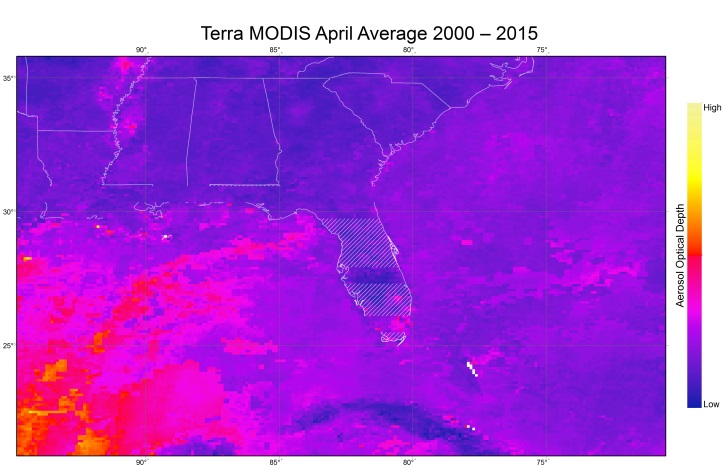 Terra MODIS April Average 2000 – 2015
90°. 85°. 80°. 75°.
35°
30°
25°
90°. 85°. 80°. 75°.
High
Aerosol Optical Depth
Low